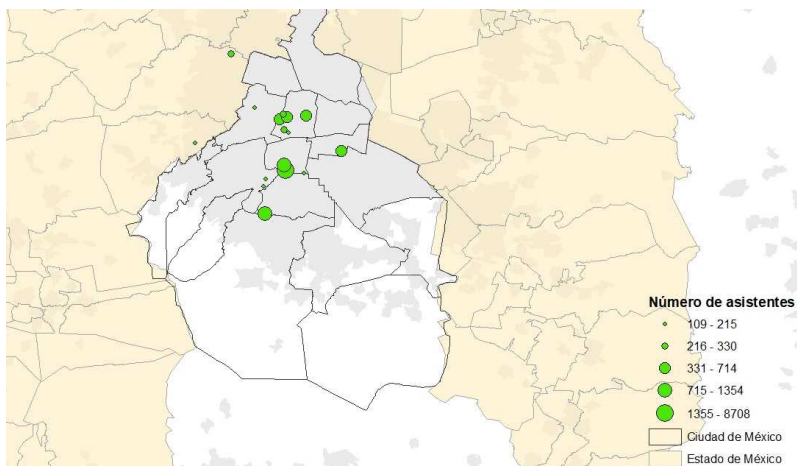 Número de asistentes
109 - 215
216 - 330
331 - 714
715 - 1354
1355 - 8708
Ciudad de México
Estado de México